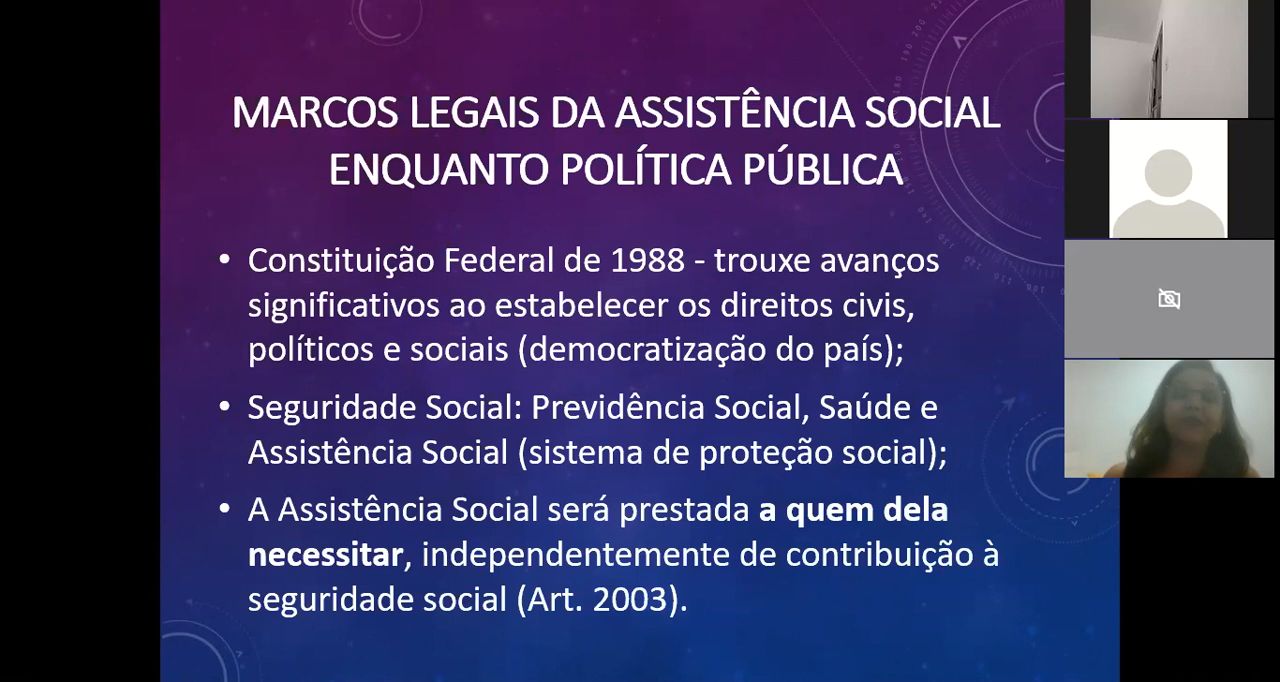 MARCOS LEGAIS DA ASSISTÊNCIA SOCIAL
ENQUANTO POLÍTICA PÚBLICA
• Constituição Federal de 1988 - trouxe avanços
significativos ao estabelecer os direitos civis,
políticos e sociais (democratização do país);
• Seguridade Social: Previdência Social, Saúde e
Assistência Social (sistema de proteção social);
• A Assistência Social será prestada a quem dela
necessitar, independentemente de contribuição à
seguridade social (Art. 2003).